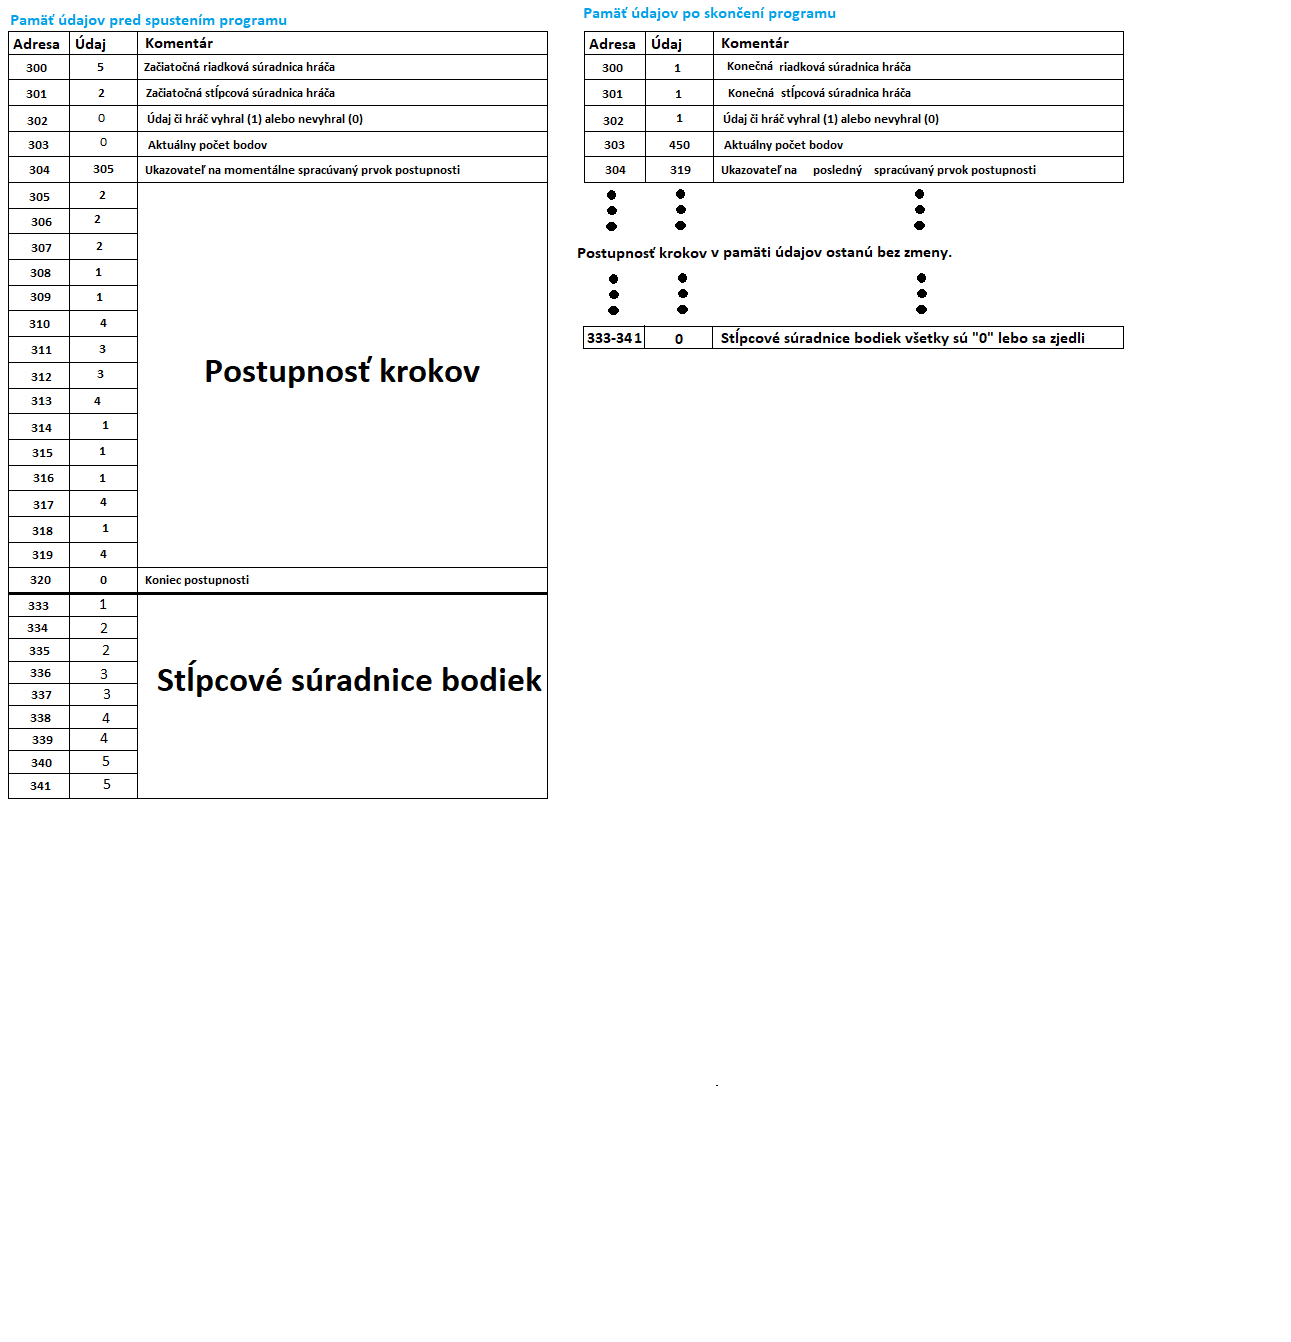 Pamäť údajov pred spustením programu
Adresa Údaj Komentár
300 5 Začiatočná riadková súradnica hráča
301 2 Začiatočná stĺpcová súradnica hráča
302 0 Údaj či hráč vyhral (1) alebo nevyhral (0)
303 0 Aktuálny počet bodov
304 305 Ukazovateľ na momentálne spracúvaný prvok postupnosti
305 2
306 2
307 2
308 1
309 1
310 4
311 3
312 3
313 4
314 1
315 1
316 1
317 4
318 1
319 4
Postupnosť krokov
320 0 Koniec postupnosti
333 1
334 2
335 2
336 3
337 3
338 4
339 4
340 5
341 5
Stĺpcové súradnice bodiek
Pamäť údajov po skončení programu
Adresa Údaj Komentár
300 1 Konečná riadková súradnica hráča
301 1 Konečná stĺpcová súradnica hráča
302 1 Údaj či hráč vyhral (1) alebo nevyhral (0)
303 450 Aktuálny počet bodov
304 319 Ukazovateľ na posledný spracúvaný prvok postupnosti
Postupnosť krokov v pamäti údajov ostanú bez zmeny.
333-341 0 Stĺpcové súradnice bodiek všetky sú "0" lebo sa zjedli